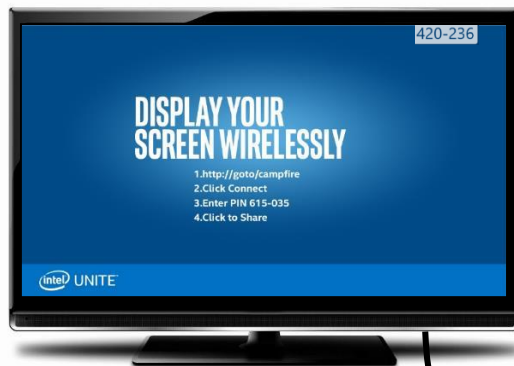 420-236
DISPLAY YOUR
SCREEN WIRELESSLY
1.http://goto/campfire
2.Click Connect
3.Enter PIN 615-035
4.Click to Share
intel UNITE™